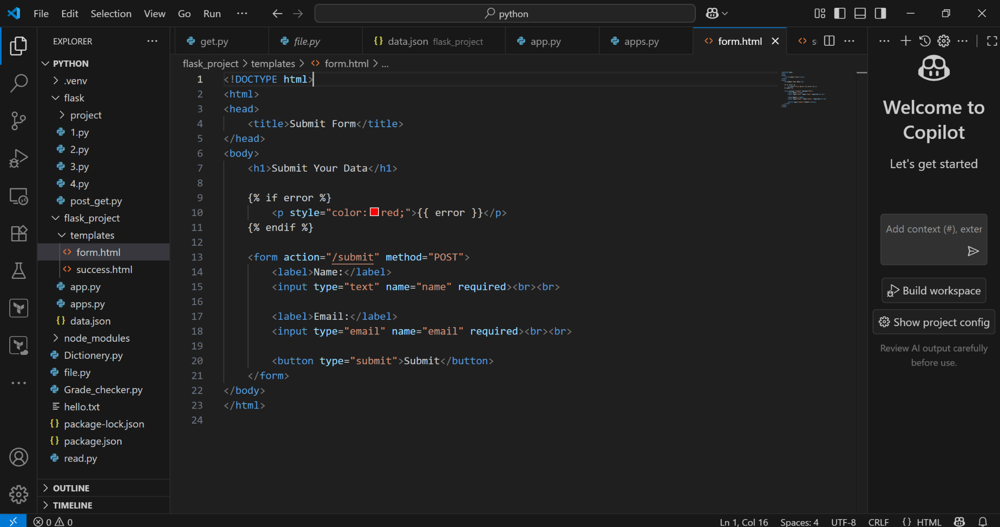 File Edit Selection View Go Run ··· python
EXPLORER ···
PYTHON
.venv
flask
project
1.py
2.py
3.py
4.py
post_get.py
flask_project
templates
form.html
success.html
app.py
apps.py
{} data.json
node_modules
Dictionery.py
file.py
Grade_checker.py
hello.txt
{} package-lock.json
{} package.json
read.py
OUTLINE
TIMELINE
get.py file.py {} data.json flask_project app.py apps.py form.html
flask_project > templates > <> form.html > ...
1 <!DOCTYPE html>
2 <html>
3 <head>
4 <title>Submit Form</title>
5 </head>
6 <body>
7 <h1>Submit Your Data</h1>
8
9 {% if error %}
10 <p style="color: red;">{{ error }}</p>
11 {% endif %}
12
13 <form action="/submit" method="POST">
14 <label>Name:</label>
15 <input type="text" name="name" required><br><br>
16
17 <label>Email:</label>
18 <input type="email" name="email" required><br><br>
19
20 <button type="submit">Submit</button>
21 </form>
22 </body>
23 </html>
24
Welcome to
Copilot
Let's get started
Add context (#), exter
Build workspace
Show project config
Review AI output carefully
before use.
0 0 Ln 1, Col 16 Spaces: 4 UTF-8 CRLF {} HTML